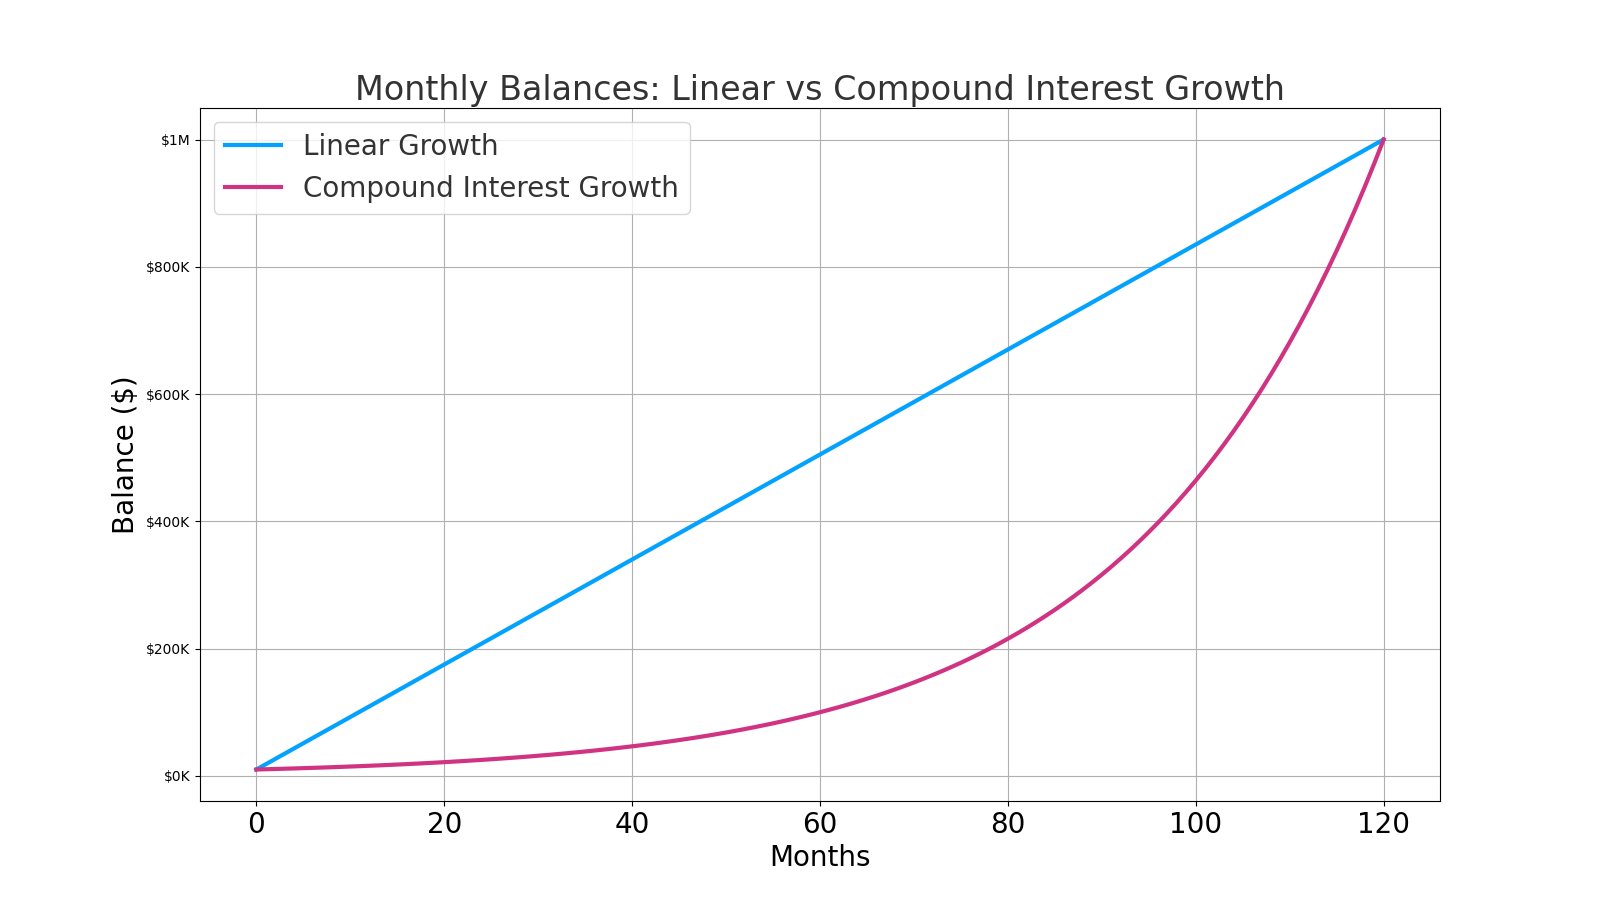 Monthly Balances: Linear vs Compound Interest Growth
Linear Growth
Compound Interest Growth
$1M
$800K
$600K
$400K
$200K
$0K
Balance ($)
0 20 40 60 80 100 120
Months